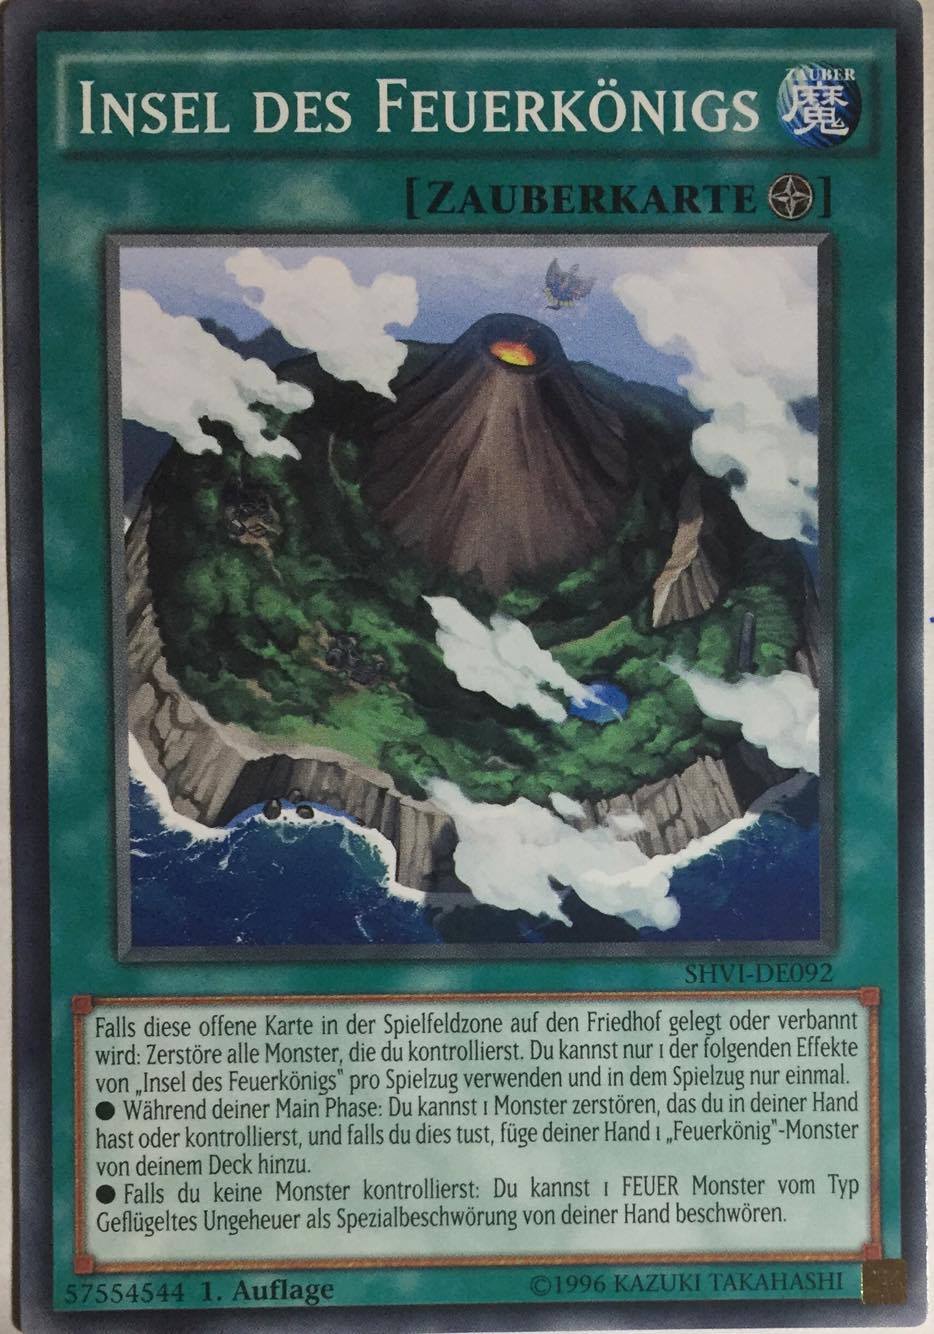 INSEL DES FEUERKÖNIGS
ZAUBER
魔
[ZAUBERKARTE]
SHVI-DE092
Falls diese offene Karte in der Spielfeldzone auf den Friedhof gelegt oder verbannt
wird: Zerstöre alle Monster, die du kontrollierst. Du kannst nur 1 der folgenden Effekte
von „Insel des Feuerkönigs" pro Spielzug verwenden und in dem Spielzug nur einmal.
● Während deiner Main Phase: Du kannst 1 Monster zerstören, das du in deiner Hand
hast oder kontrollierst, und falls du dies tust, füge deiner Hand 1 „Feuerkönig"-Monster
von deinem Deck hinzu.
● Falls du keine Monster kontrollierst: Du kannst 1 FEUER Monster vom Typ
Geflügeltes Ungeheuer als Spezialbeschwörung von deiner Hand beschwören.
57554544 1. Auflage ©1996 KAZUKI TAKAHASHI